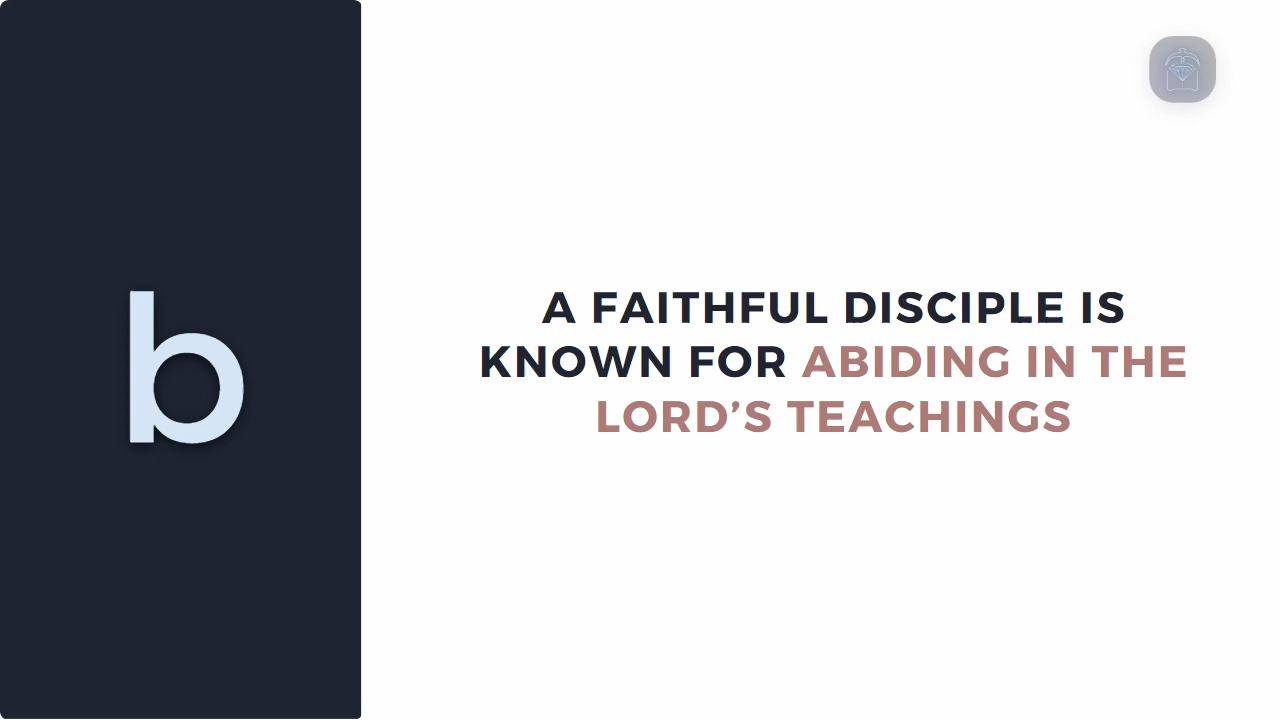 b
A FAITHFUL DISCIPLE IS
KNOWN FOR ABIDING IN THE
LORD’S TEACHINGS